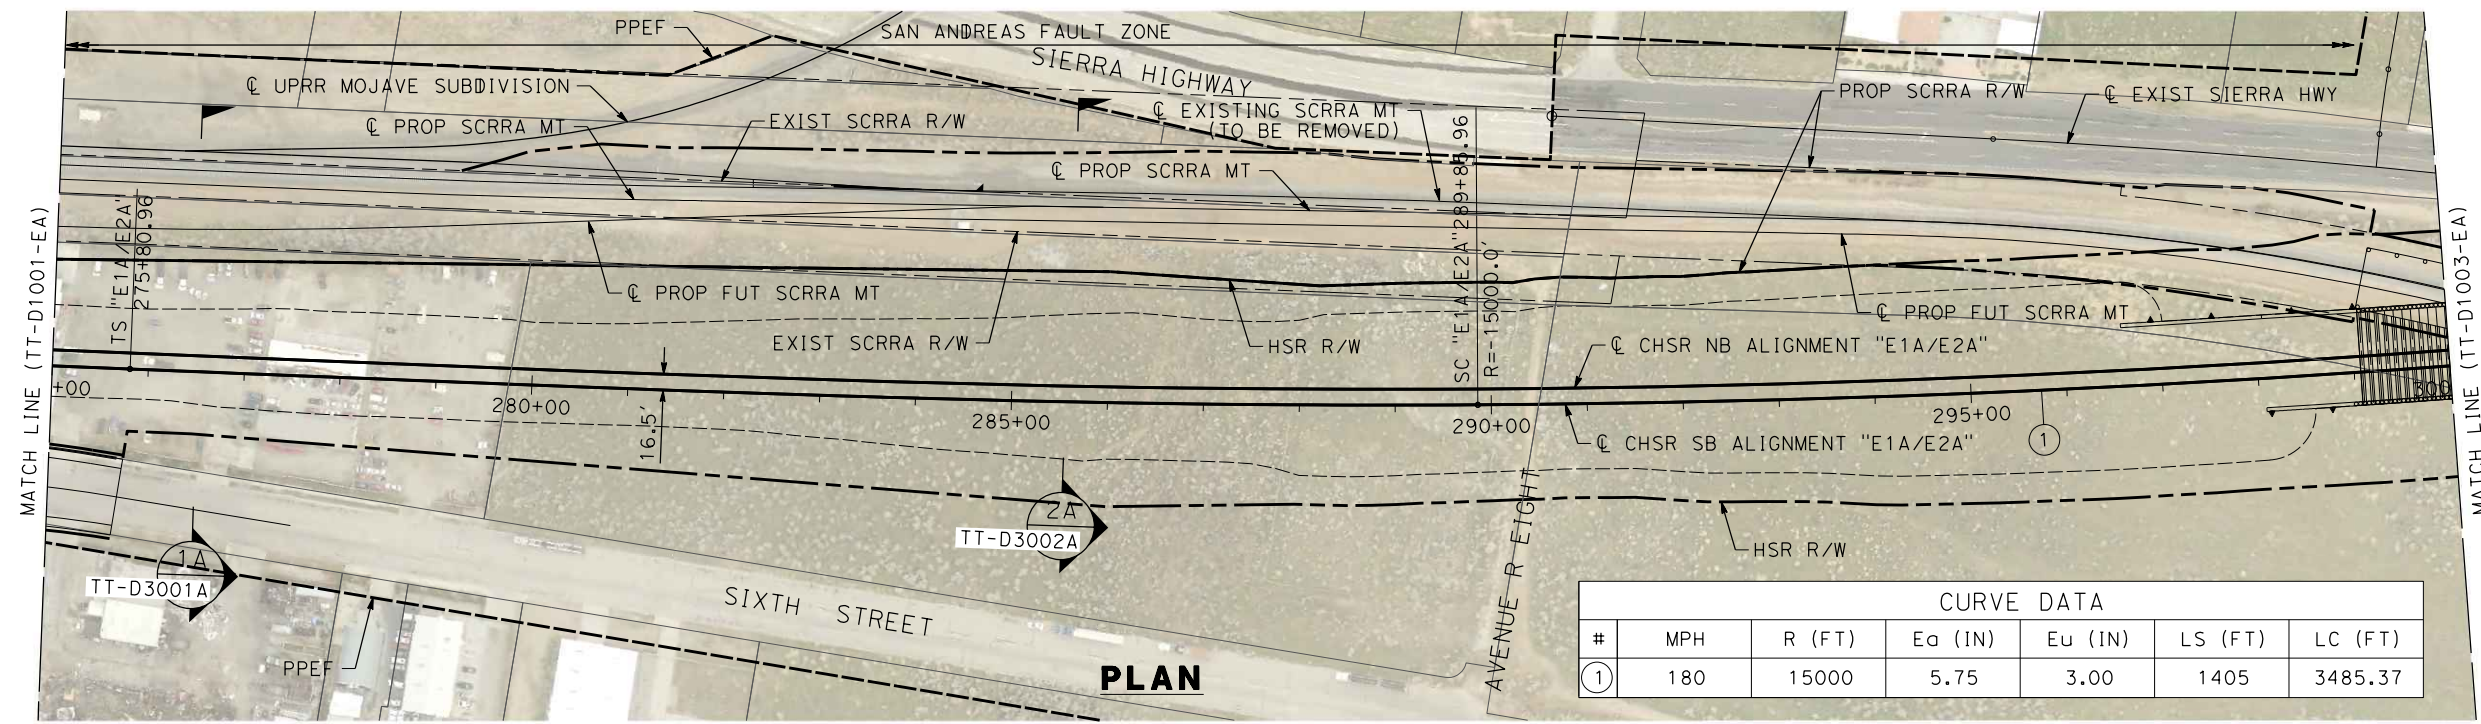 PPEF
SAN ANDREAS FAULT ZONE
SIERRA HIGHWAY
℄ UPRR MOJAVE SUBDIVISION
℄ PROP SCRRA MT
EXIST SCRRA R/W
℄ EXISTING SCRRA MT
(TO BE REMOVED)
PROP SCRRA R/W
℄ EXIST SIERRA HWY
℄ PROP SCRRA MT
MATCH LINE (TT-D1001-EA)
TS "E1A/E2A"
275+80.96
SC "E1A/E2A" 289+85.96
R=-15000.0'
MATCH LINE (TT-D1003-EA)
℄ PROP FUT SCRRA MT
EXIST SCRRA R/W
HSR R/W
℄ PROP FUT SCRRA MT
℄ CHSR NB ALIGNMENT "E1A/E2A"
+00
280+00
285+00
290+00
295+00
300
16.5'
℄ CHSR SB ALIGNMENT "E1A/E2A"
1
2A
TT-D3002A
1A
TT-D3001A
HSR R/W
SIXTH STREET
AVENUE R EIGHT
PPEF
PLAN
CURVE DATA
# MPH R (FT) Ea (IN) Eu (IN) LS (FT) LC (FT)
1 180 15000 5.75 3.00 1405 3485.37